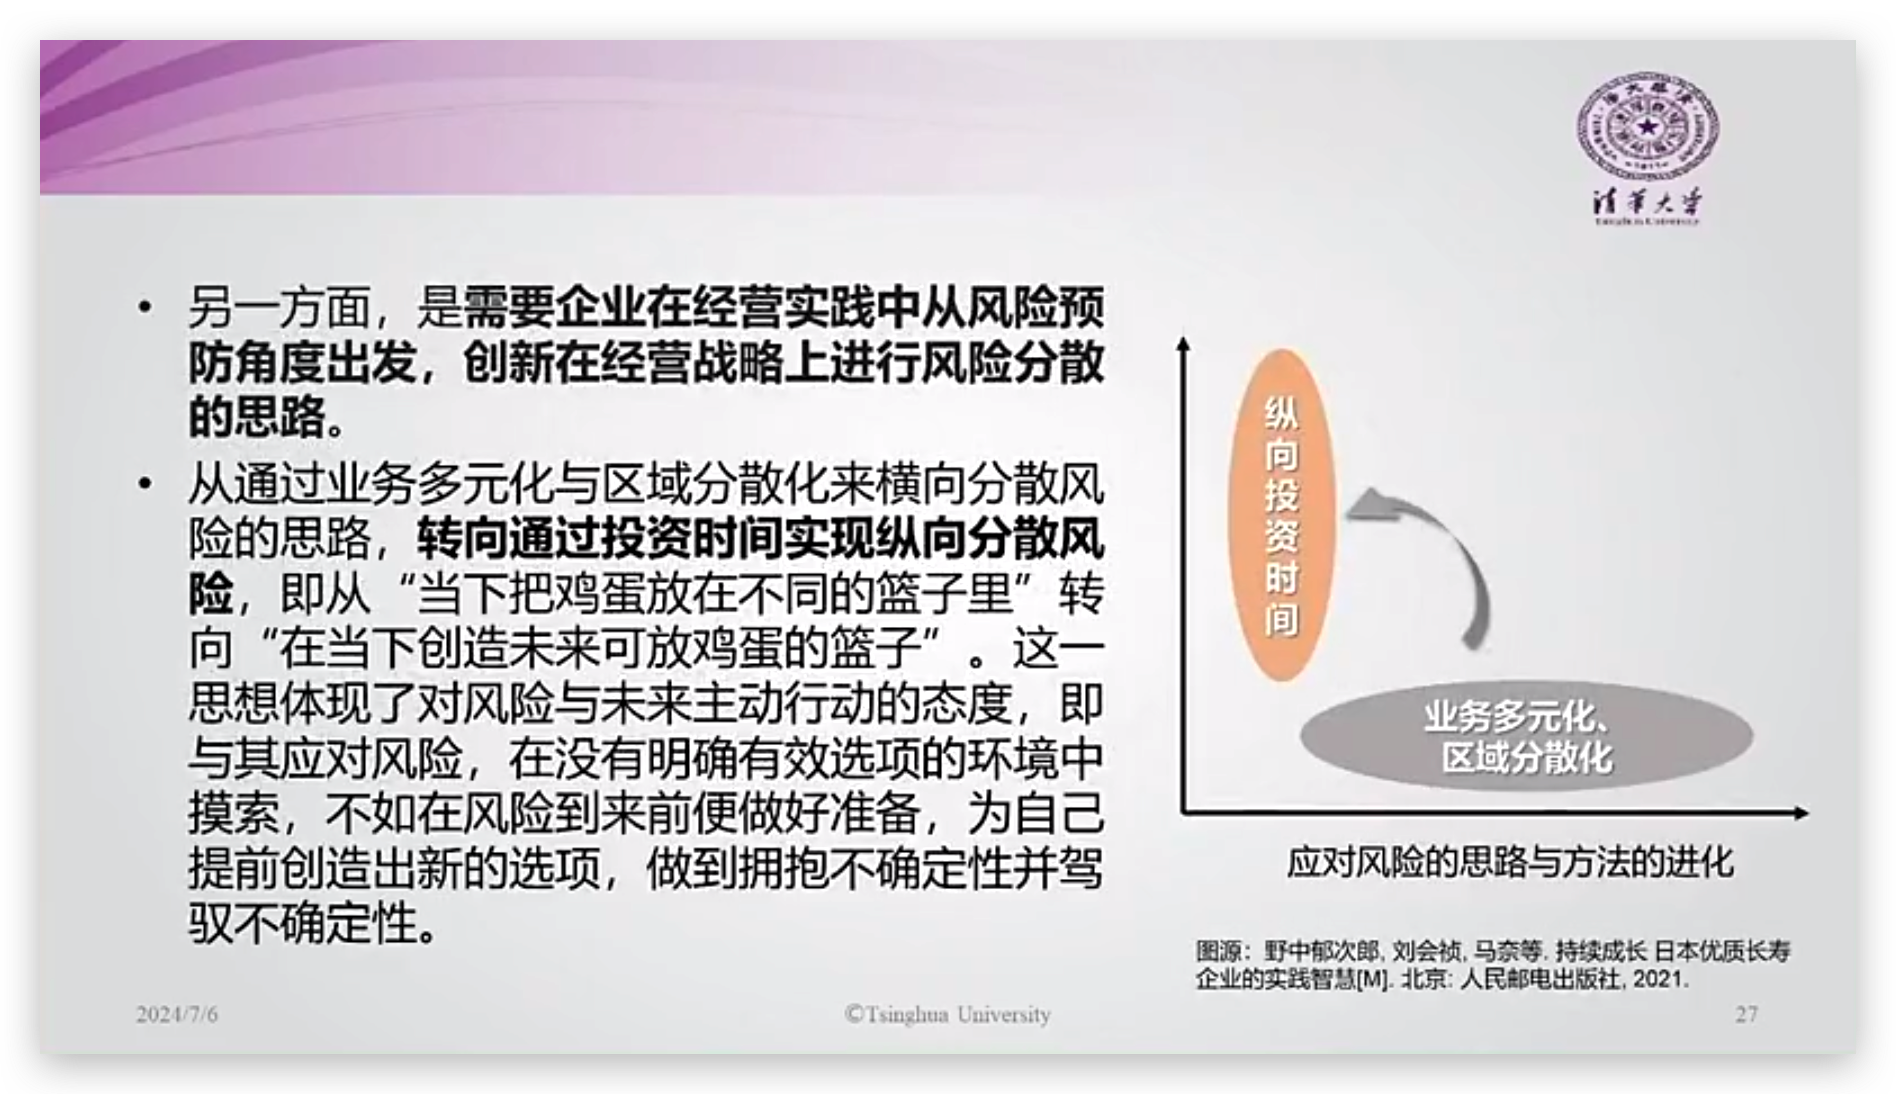 清华大学
Tsinghua University
• 另一方面，是需要企业在经营实践中从风险预
防角度出发，创新在经营战略上进行风险分散
的思路。
• 从通过业务多元化与区域分散化来横向分散风
险的思路，转向通过投资时间实现纵向分散风
险，即从“当下把鸡蛋放在不同的篮子里”转
向“在当下创造未来可放鸡蛋的篮子”。这一
思想体现了对风险与未来主动行动的态度，即
与其应对风险，在没有明确有效选项的环境中
摸索，不如在风险到来前便做好准备，为自己
提前创造出新的选项，做到拥抱不确定性并驾
驭不确定性。
纵向投资时间
业务多元化、
区域分散化
应对风险的思路与方法的进化
图源：野中郁次郎, 刘会祯, 马奈等. 持续成长 日本优质长寿
企业的实践智慧[M]. 北京: 人民邮电出版社, 2021.
2024/7/6
©Tsinghua University
27